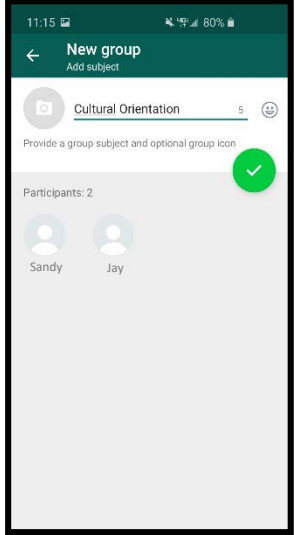 11:15 80%
New group
Add subject
Cultural Orientation 5
Provide a group subject and optional group icon
Participants: 2
Sandy Jay